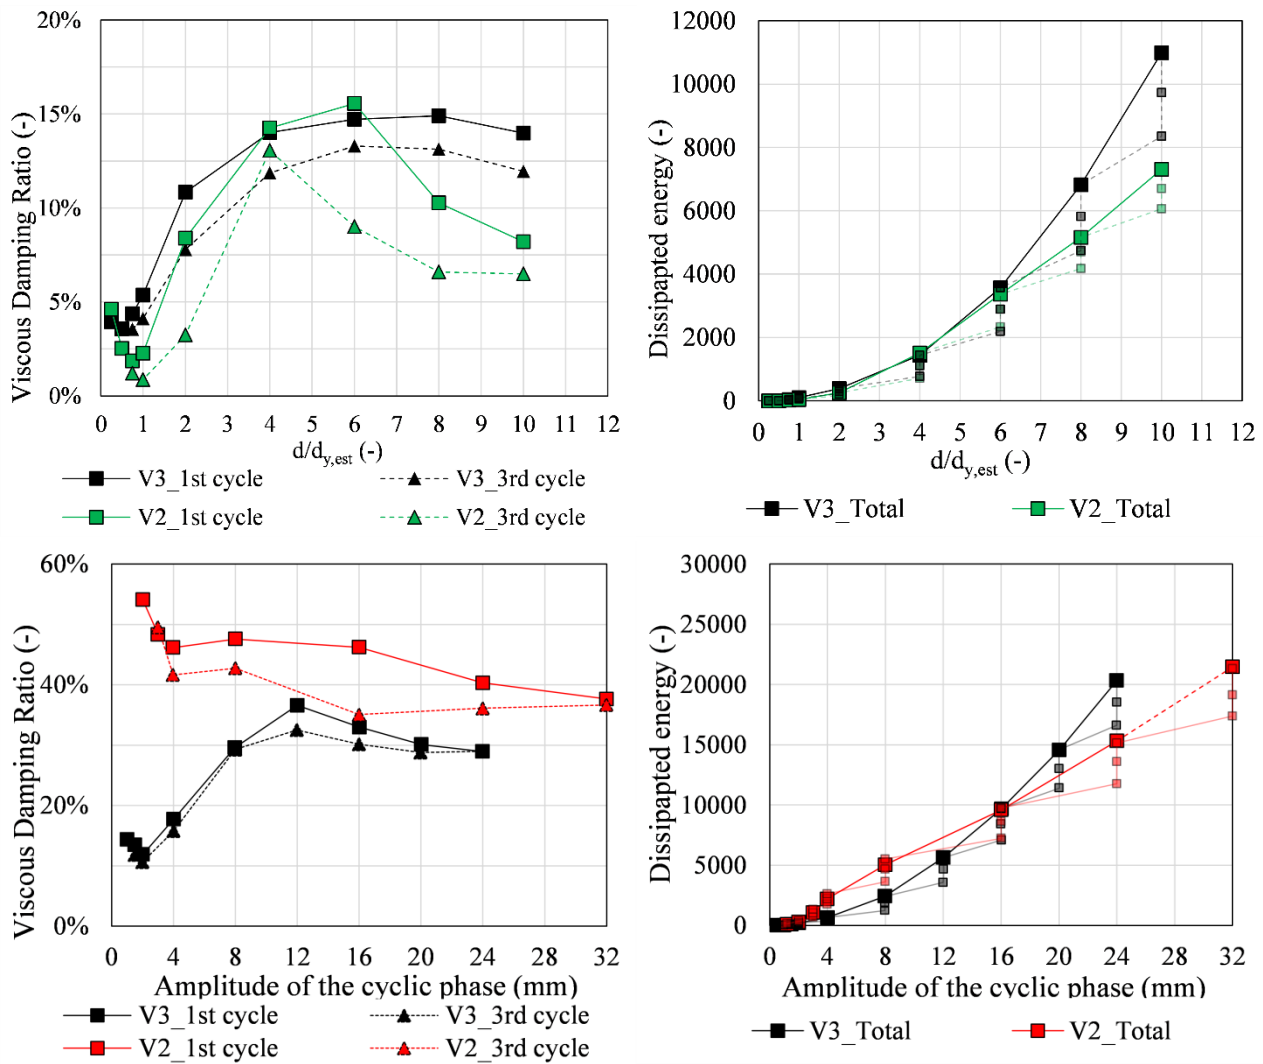 20%
15%
10%
5%
0%
Viscous Damping Ratio (-)
0 1 2 3 4 5 6 7 8 9 10 11 12
d/dy,est (-)
V3_1st cycle V3_3rd cycle
V2_1st cycle V2_3rd cycle
12000
10000
8000
6000
4000
2000
0
Dissipapted energy (-)
0 1 2 3 4 5 6 7 8 9 10 11 12
d/dy,est (-)
V3_Total V2_Total
60%
40%
20%
0%
Viscous Damping Ratio (-)
0 4 8 12 16 20 24 28 32
Amplitude of the cyclic phase (mm)
V3_1st cycle V3_3rd cycle
V2_1st cycle V2_3rd cycle
30000
25000
20000
15000
10000
5000
0
Dissipapted energy (-)
0 4 8 12 16 20 24 28 32
Amplitude of the cyclic phase (mm)
V3_Total V2_Total